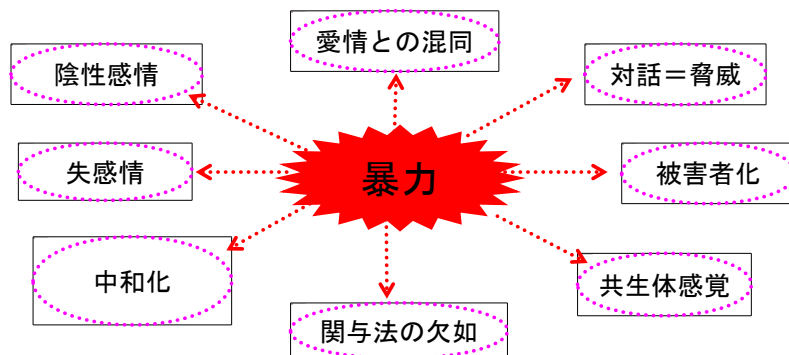 愛情との混同
陰性感情
対話＝脅威
失感情
暴力
被害者化
中和化
共生体感覚
関与法の欠如